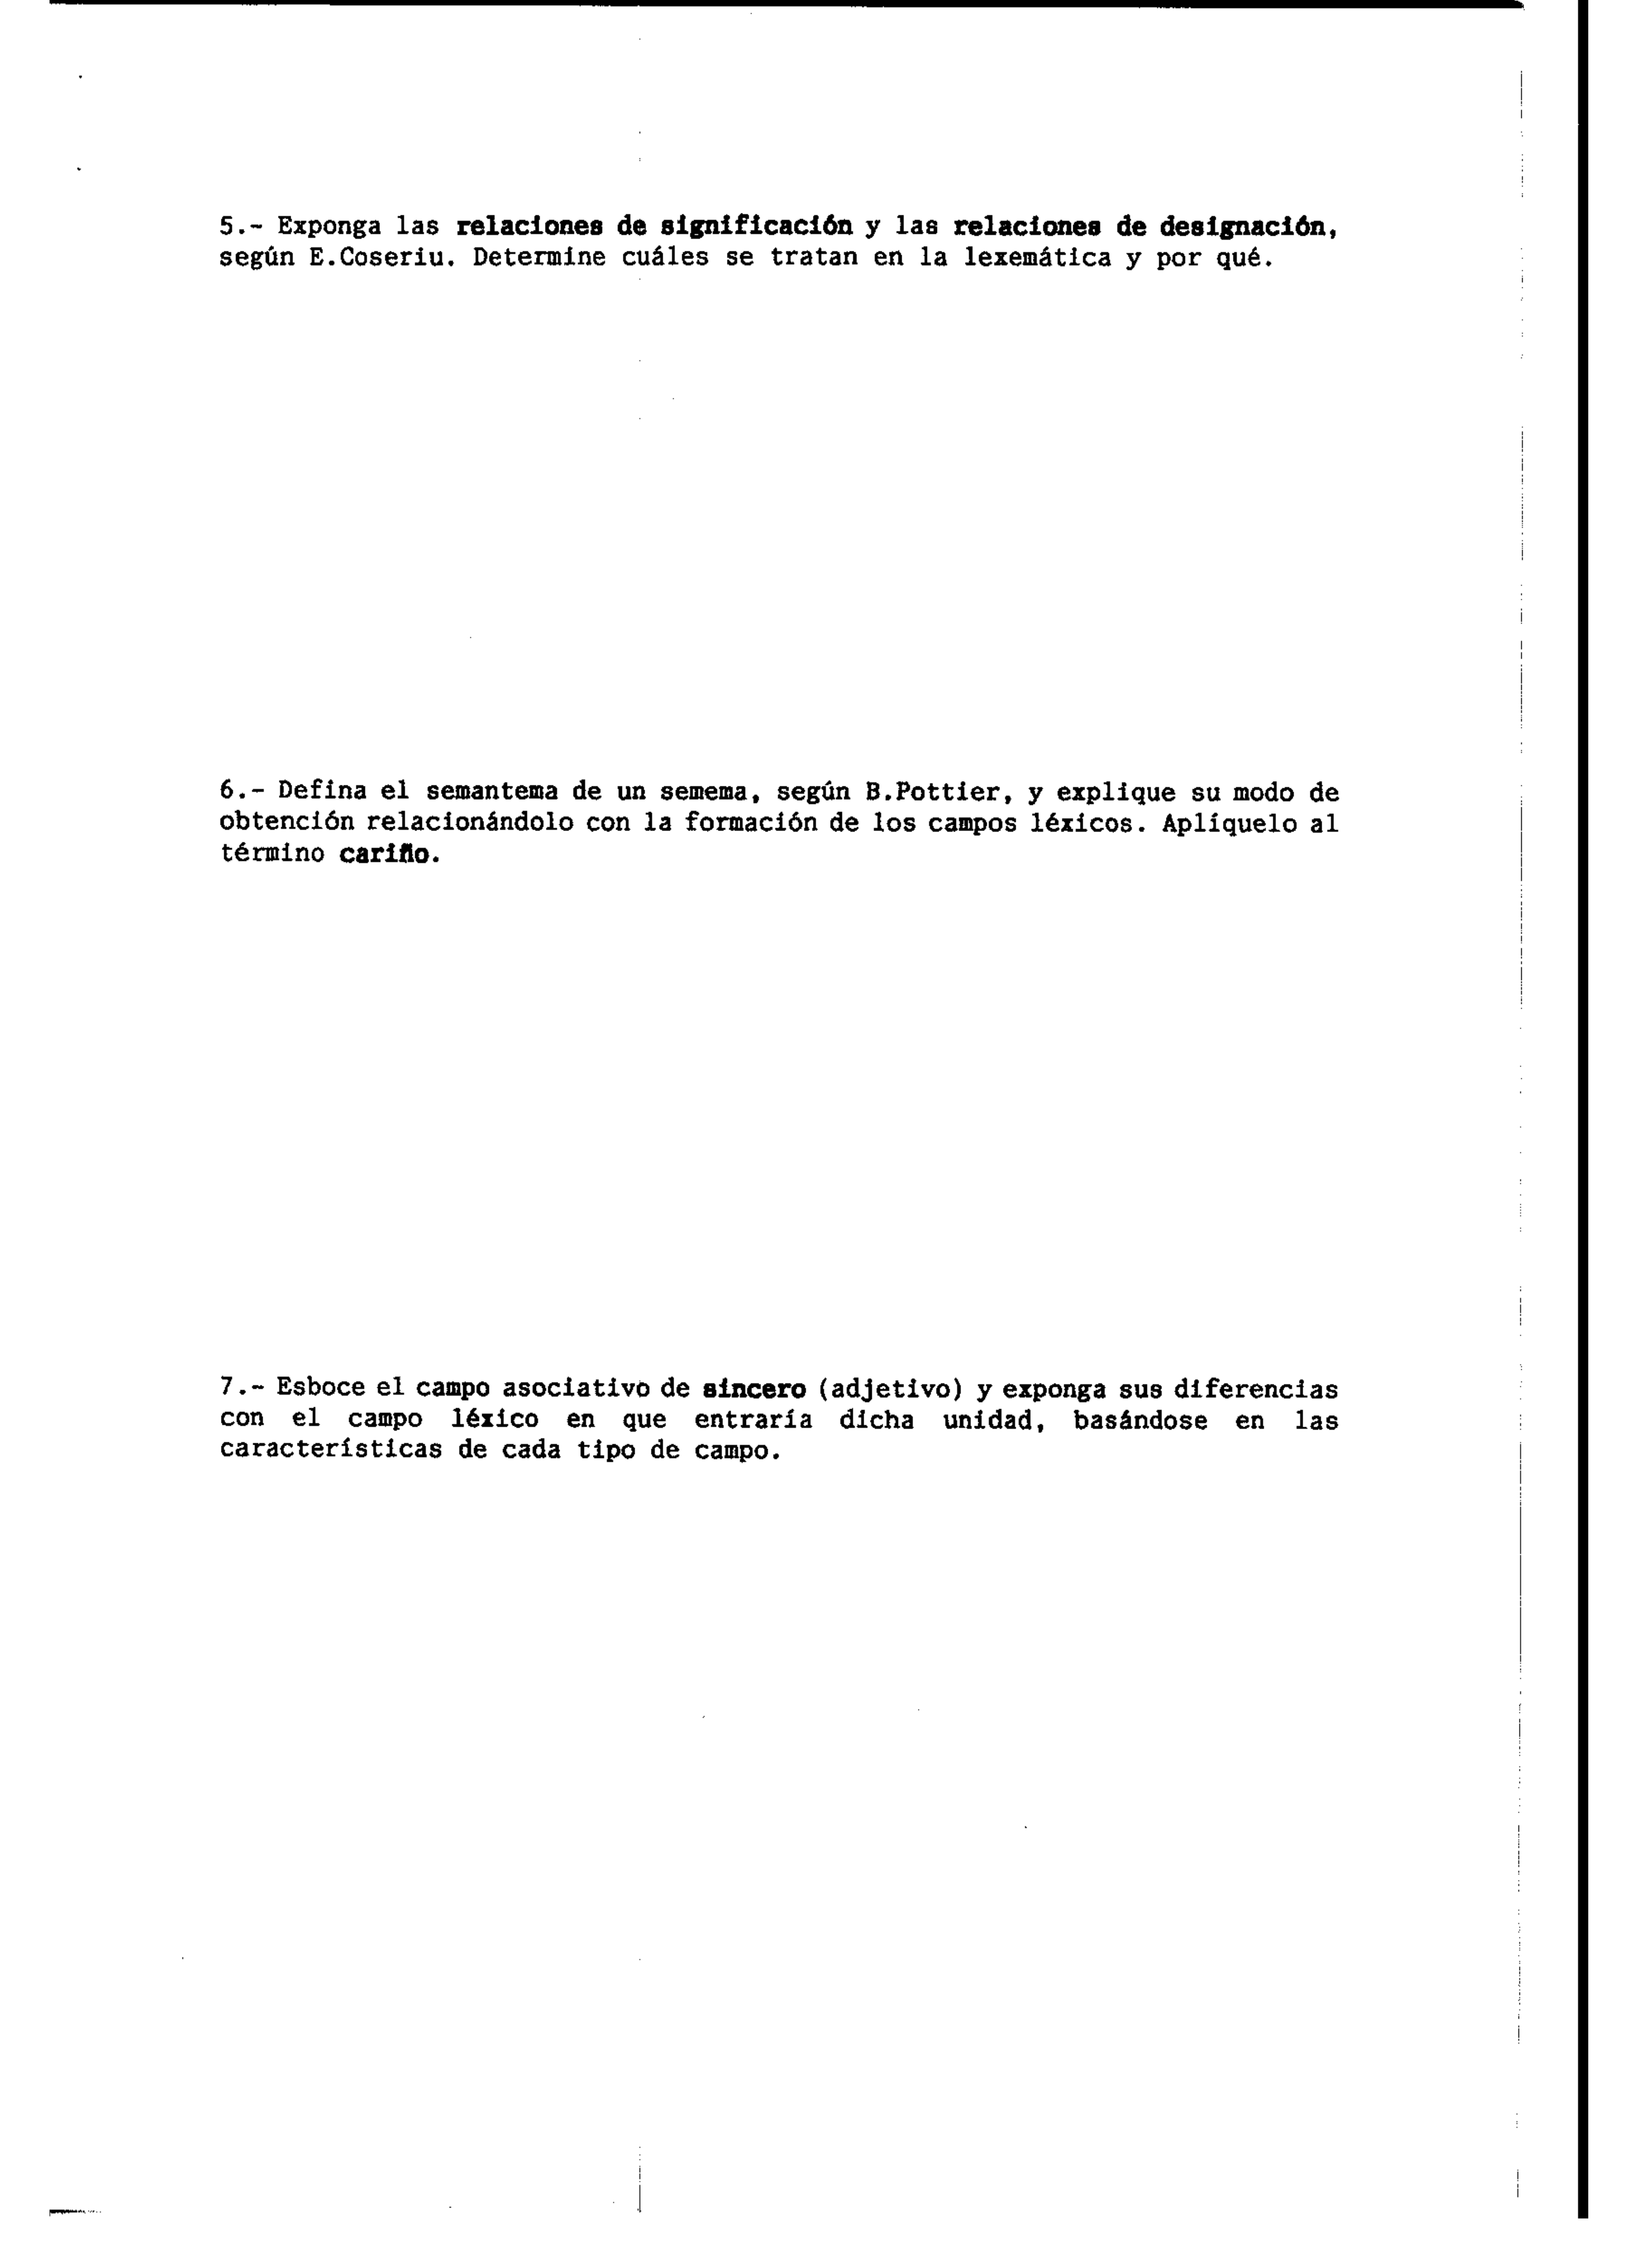 5.- Exponga las relaciones de significación y las relaciones de designación,
según E.Coseriu. Determine cuáles se tratan en la lexemática y por qué.
6.- Defina el semantema de un semema, según B.Pottier, y explique su modo de
obtención relacionándolo con la formación de los campos léxicos. Aplíquelo al
término cariño.
7.- Esboce el campo asociativo de sincero (adjetivo) y exponga sus diferencias
con el campo léxico en que entraría dicha unidad, basándose en las
características de cada tipo de campo.